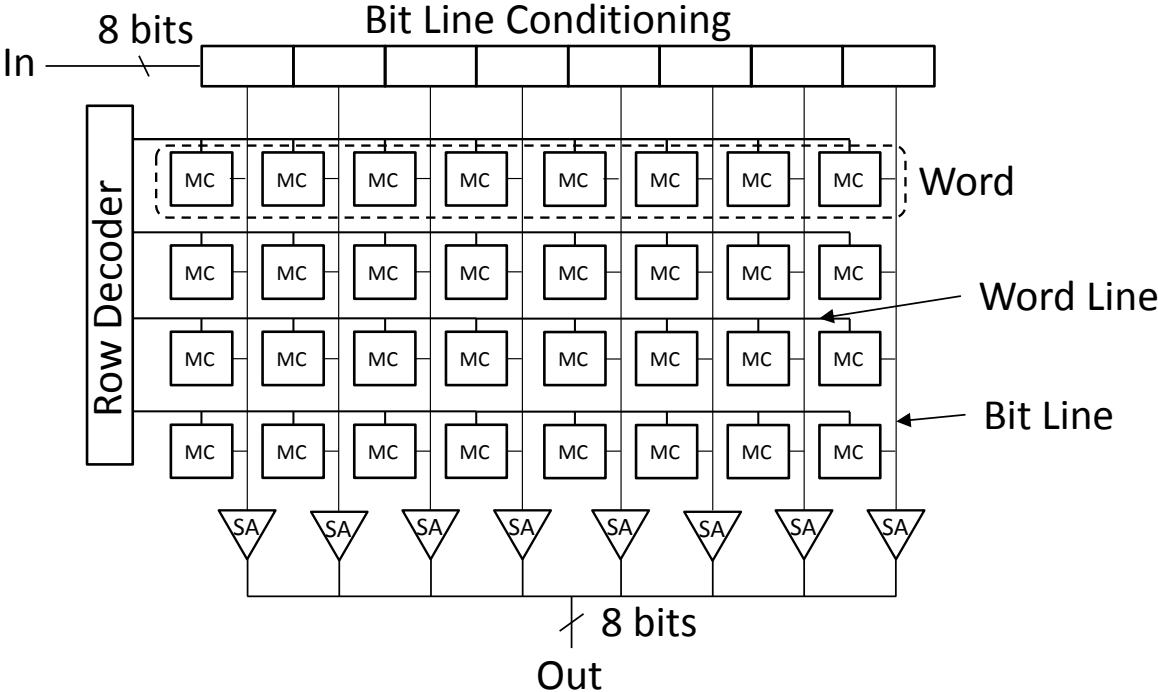 Bit Line Conditioning
8 bits
In
Row Decoder
MC MC MC MC MC MC MC MC
Word
MC MC MC MC MC MC MC MC
Word Line
MC MC MC MC MC MC MC MC
Bit Line
MC MC MC MC MC MC MC MC
SA SA SA SA SA SA SA SA
8 bits
Out